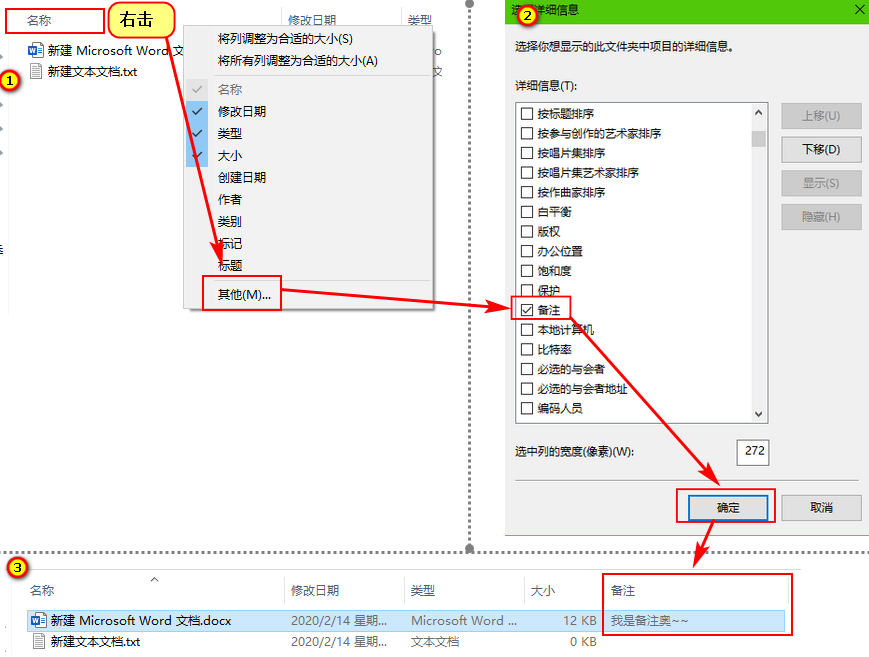 名称
右击
修改日期
类型
新建 Microsoft Word 文
新建文本文档.txt
1
将列调整为合适的大小(S)
将所有列调整为合适的大小(A)
名称
修改日期
类型
大小
创建日期
作者
类别
标记
标题
其他(M)...
2
详细信息
选择你想显示的此文件夹中项目的详细信息。
详细信息(T):
按标题排序
按参与创作的艺术家排序
按唱片集排序
按唱片集艺术家排序
按作曲家排序
白平衡
版权
办公位置
饱和度
保护
备注
本地计算机
比特率
必选的与会者
必选的与会者地址
编码人员
上移(U)
下移(D)
显示(S)
隐藏(H)
选中列的宽度(像素)(W):
272
确定
取消
3
名称
修改日期
类型
大小
备注
新建 Microsoft Word 文档.docx
2020/2/14 星期...
Microsoft Word ...
12 KB
我是备注奥~~
新建文本文档.txt
2020/2/14 星期...
文本文档
0 KB